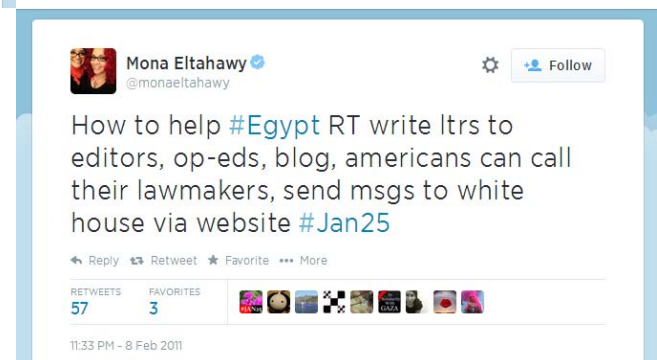 Mona Eltahawy
@monaeltahawy
Follow
How to help #Egypt RT write ltrs to
editors, op-eds, blog, americans can call
their lawmakers, send msgs to white
house via website #Jan25
Reply Retweet Favorite More
RETWEETS FAVORITES
57 3
GAZA
11:33 PM - 8 Feb 2011